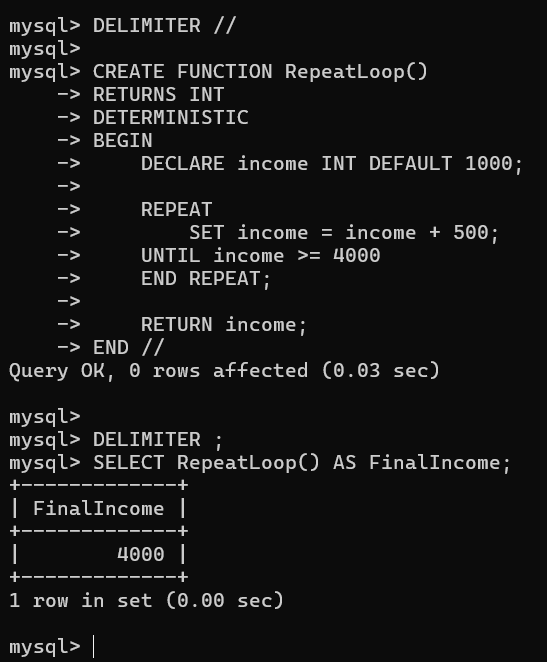 mysql> DELIMITER //
mysql>
mysql> CREATE FUNCTION RepeatLoop()
    -> RETURNS INT
    -> DETERMINISTIC
    -> BEGIN
    ->     DECLARE income INT DEFAULT 1000;
    ->
    ->     REPEAT
    ->         SET income = income + 500;
    ->     UNTIL income >= 4000
    ->     END REPEAT;
    ->
    ->     RETURN income;
    -> END //
Query OK, 0 rows affected (0.03 sec)

mysql>
mysql> DELIMITER ;
mysql> SELECT RepeatLoop() AS FinalIncome;
+-------------+
| FinalIncome |
+-------------+
|        4000 |
+-------------+
1 row in set (0.00 sec)

mysql>